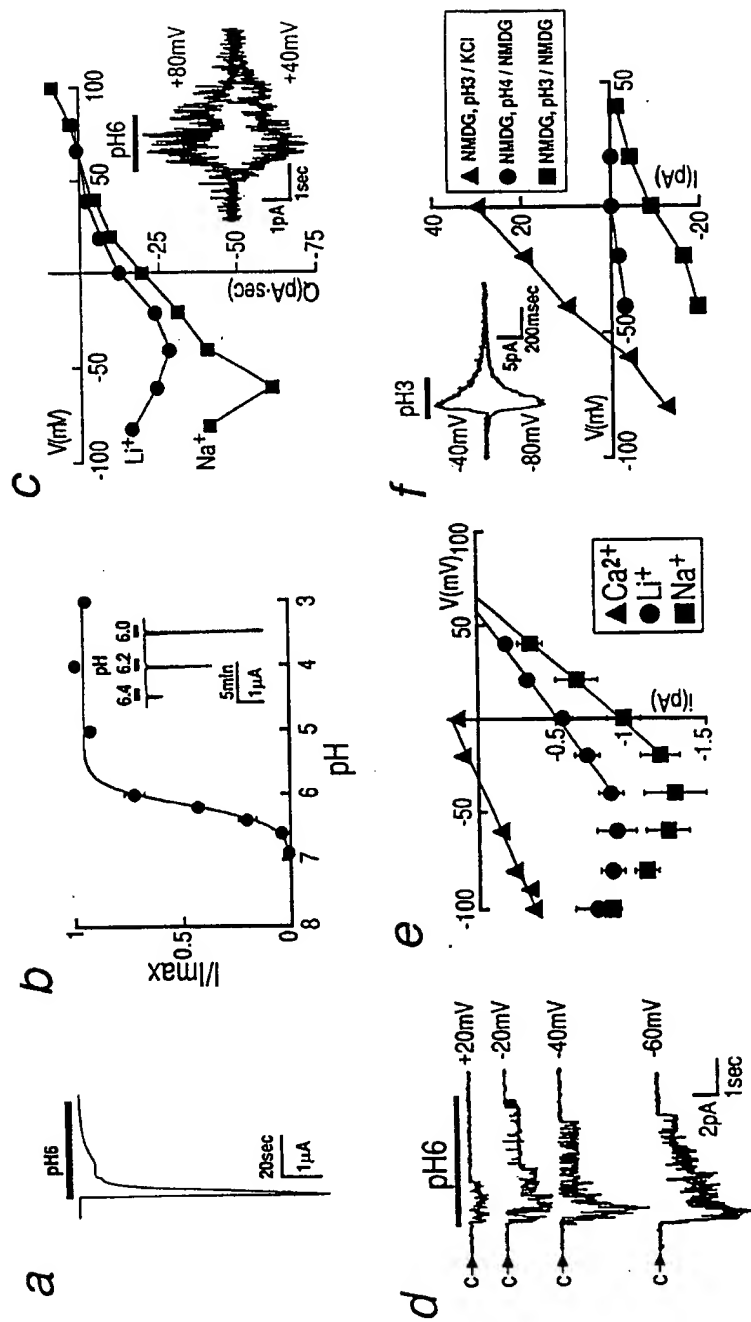 a
pH6
20sec
1µA
b
I/Imax
1
0.5
0
8
7
6
5
4
3
pH
pH
6.4
6.2
6.0
5min
1µA
c
V(mV)
-100
-50
50
100
Li+
Na+
-25
-50
-75
Q(pA·sec)
pH6
+80mV
+40mV
1pA
1sec
d
pH6
c
+20mV
c
-20mV
c
-40mV
c
-60mV
2pA
1sec
e
V(mV)
-100
-50
50
100
-0.5
-1
-1.5
i(pA)
Ca2+
Li+
Na+
f
pH3
-40mV
-80mV
5pA
200msec
NMDG, pH3 / KCl
NMDG, pH4 / NMDG
NMDG, pH3 / NMDG
40
20
-20
I(pA)
V(mV)
-100
-50
50